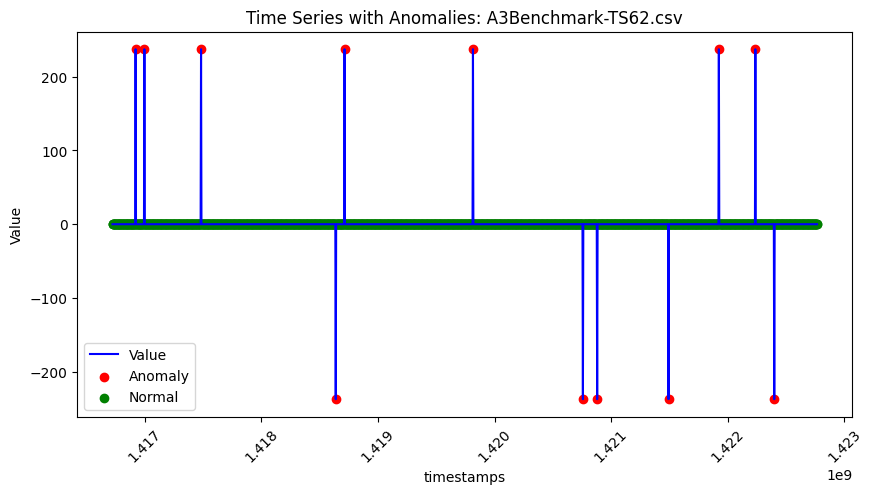 Time Series with Anomalies: A3Benchmark-TS62.csv
Value
200
100
0
−100
−200
Value
Anomaly
Normal
1.417
1.418
1.419
1.420
1.421
1.422
1.423
1e9
timestamps